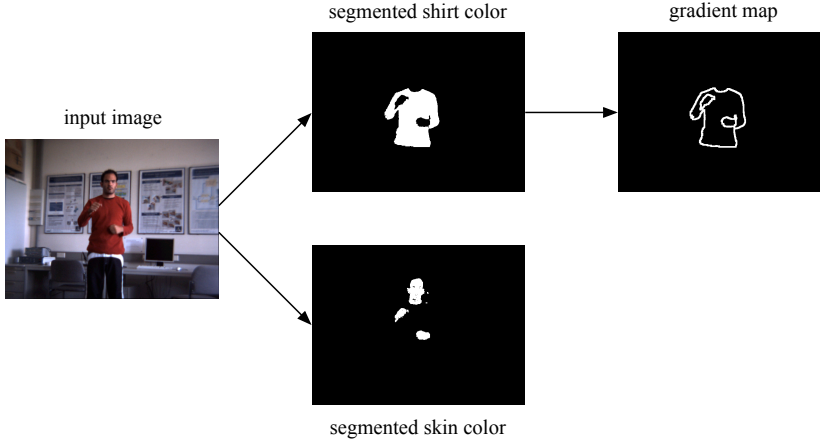 segmented shirt color
gradient map
input image
segmented skin color